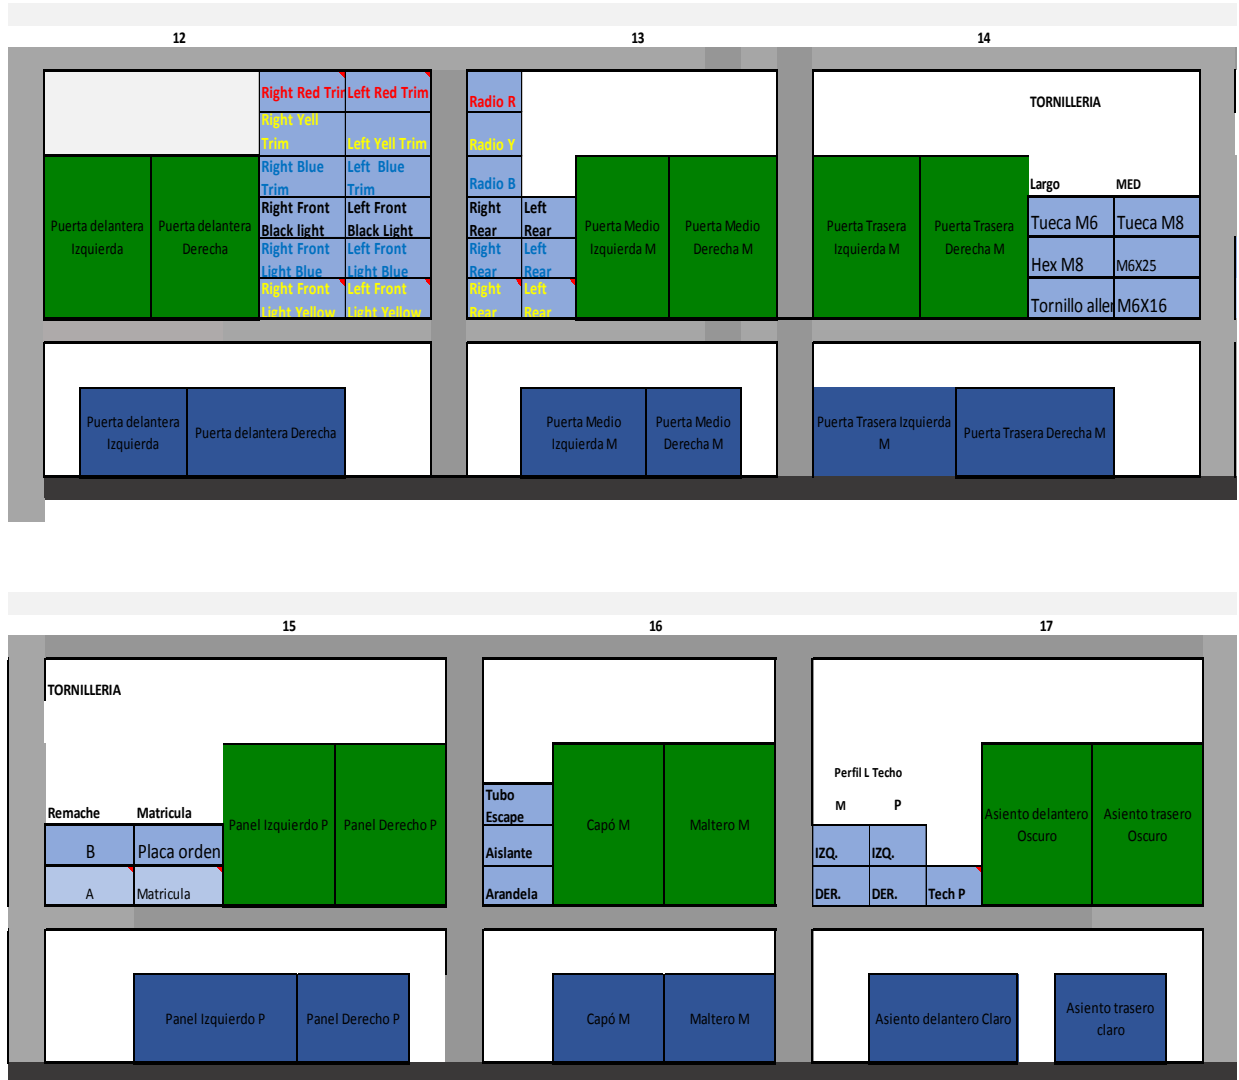 12
13
14
Right Red Trir
Left Red Trim
Right Yell
Trim
Left Yell Trim
Right Blue
Trim
Left  Blue
Trim
Right Front
Black light
Left Front
Black Light
Right Front
Light Blue
Left Front
Light Blue
Right Front
Light Yellow
Left Front
Light Yellow
Puerta delantera
Izquierda
Puerta delantera
Derecha
Radio R
Radio Y
Radio B
Right
Rear
Left
Rear
Right
Rear
Left
Rear
Right
Rear
Left
Rear
Puerta Medio
Izquierda M
Puerta Medio
Derecha M
Puerta Trasera
Izquierda M
Puerta Trasera
Derecha M
TORNILLERIA
Largo
MED
Tueca M6
Tueca M8
Hex M8
M6X25
Tornillo aller
M6X16
Puerta delantera
Izquierda
Puerta delantera Derecha
Puerta Medio
Izquierda M
Puerta Medio
Derecha M
Puerta Trasera Izquierda
M
Puerta Trasera Derecha M
15
16
17
TORNILLERIA
Remache
Matricula
B
Placa orden
A
Matricula
Panel Izquierdo P
Panel Derecho P
Tubo
Escape
Aislante
Arandela
Capó M
Maltero M
Perfil L Techo
M
P
IZQ.
IZQ.
DER.
DER.
Tech P
Asiento delantero
Oscuro
Asiento trasero
Oscuro
Panel Izquierdo P
Panel Derecho P
Capó M
Maltero M
Asiento delantero Claro
Asiento trasero
claro